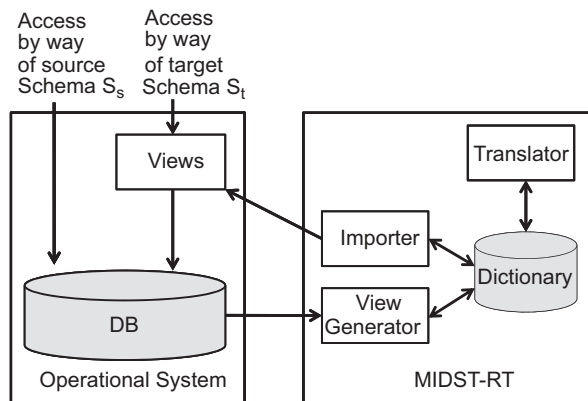 Access
by way
of source
Schema Ss
Access
by way
of target
Schema St
Views
Translator
Importer
Dictionary
DB
View
Generator
Operational System
MIDST-RT